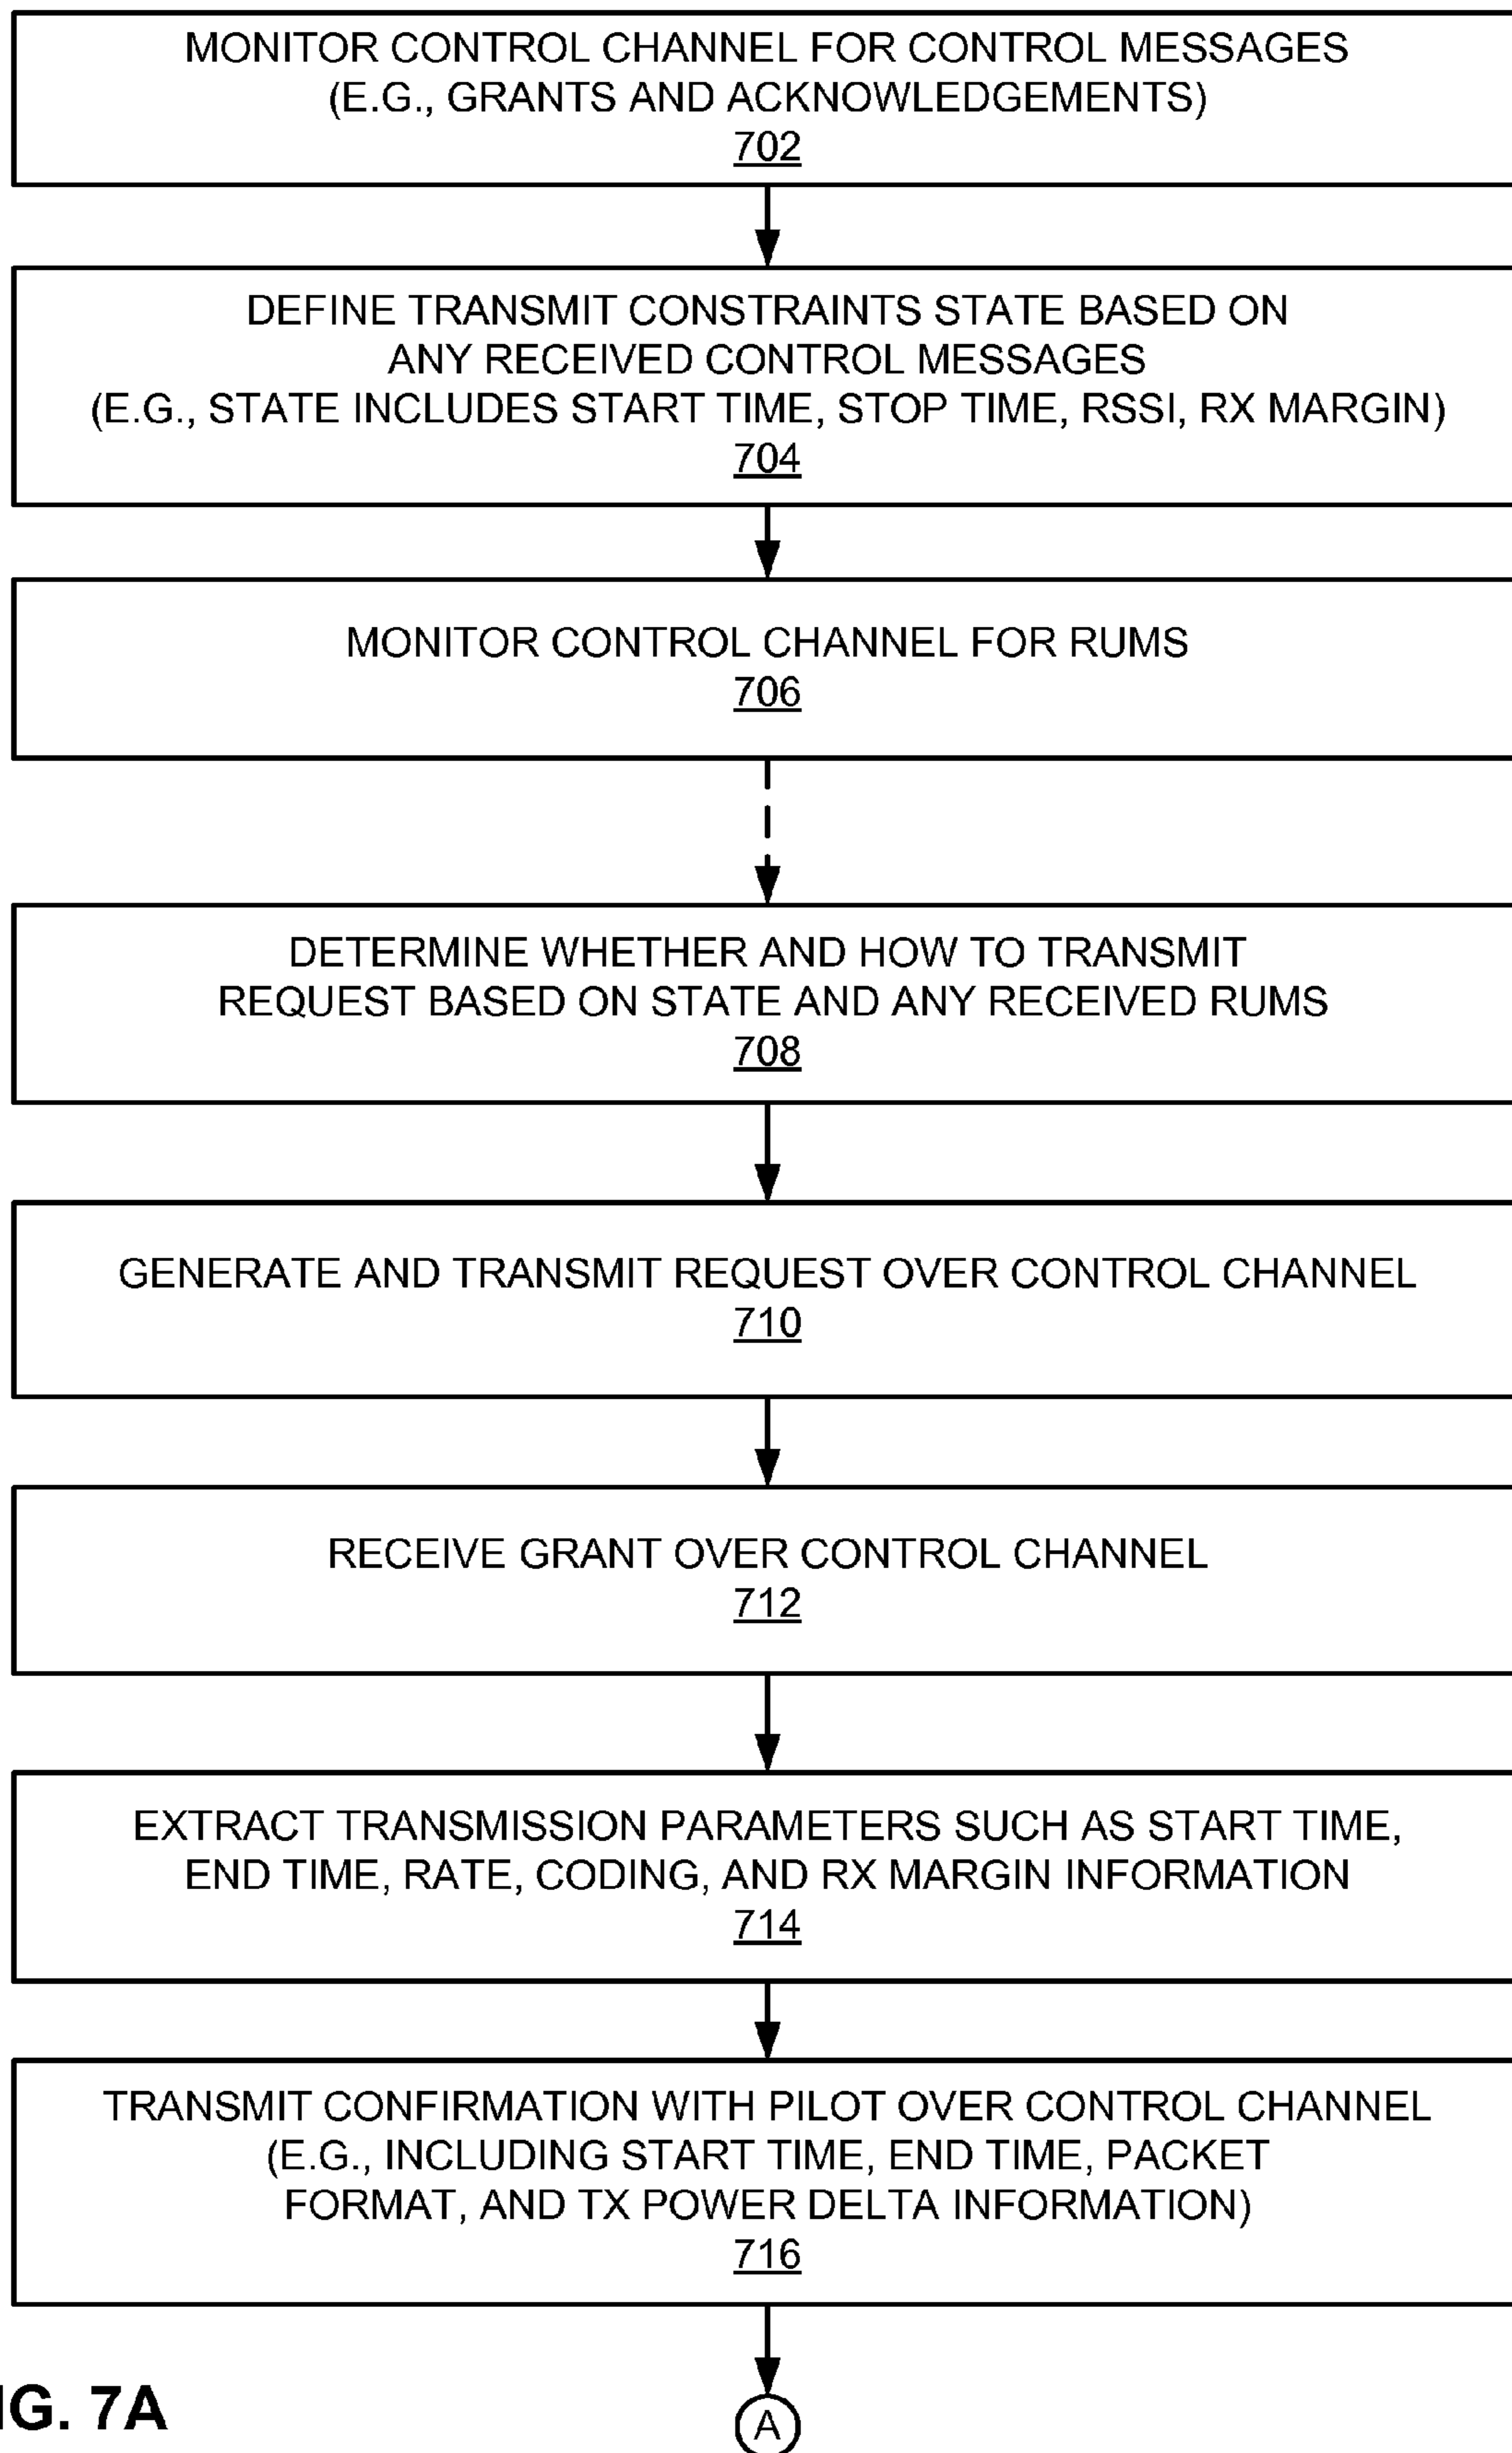 MONITOR CONTROL CHANNEL FOR CONTROL MESSAGES
(E.G., GRANTS AND ACKNOWLEDGEMENTS)
702
DEFINE TRANSMIT CONSTRAINTS STATE BASED ON
ANY RECEIVED CONTROL MESSAGES
(E.G., STATE INCLUDES START TIME, STOP TIME, RSSI, RX MARGIN)
704
MONITOR CONTROL CHANNEL FOR RUMS
706
DETERMINE WHETHER AND HOW TO TRANSMIT
REQUEST BASED ON STATE AND ANY RECEIVED RUMS
708
GENERATE AND TRANSMIT REQUEST OVER CONTROL CHANNEL
710
RECEIVE GRANT OVER CONTROL CHANNEL
712
EXTRACT TRANSMISSION PARAMETERS SUCH AS START TIME,
END TIME, RATE, CODING, AND RX MARGIN INFORMATION
714
TRANSMIT CONFIRMATION WITH PILOT OVER CONTROL CHANNEL
(E.G., INCLUDING START TIME, END TIME, PACKET
FORMAT, AND TX POWER DELTA INFORMATION)
716
IG. 7A
A